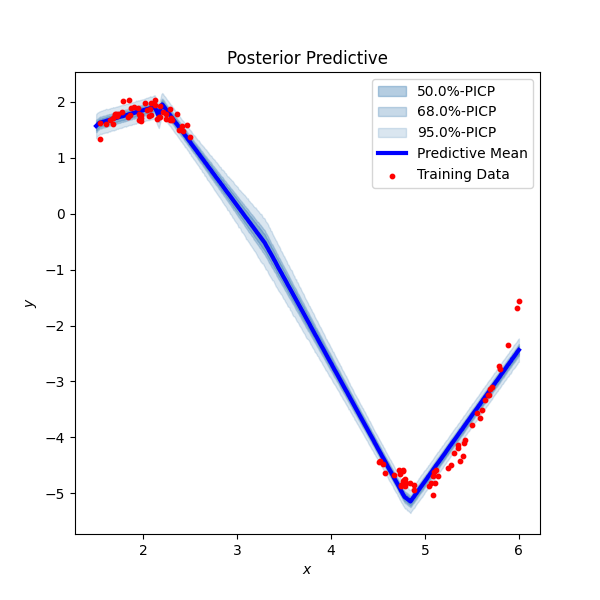 Posterior Predictive
50.0%-PICP
68.0%-PICP
95.0%-PICP
Predictive Mean
Training Data
y
2
1
0
−1
−2
−3
−4
−5
2
3
4
5
6
x